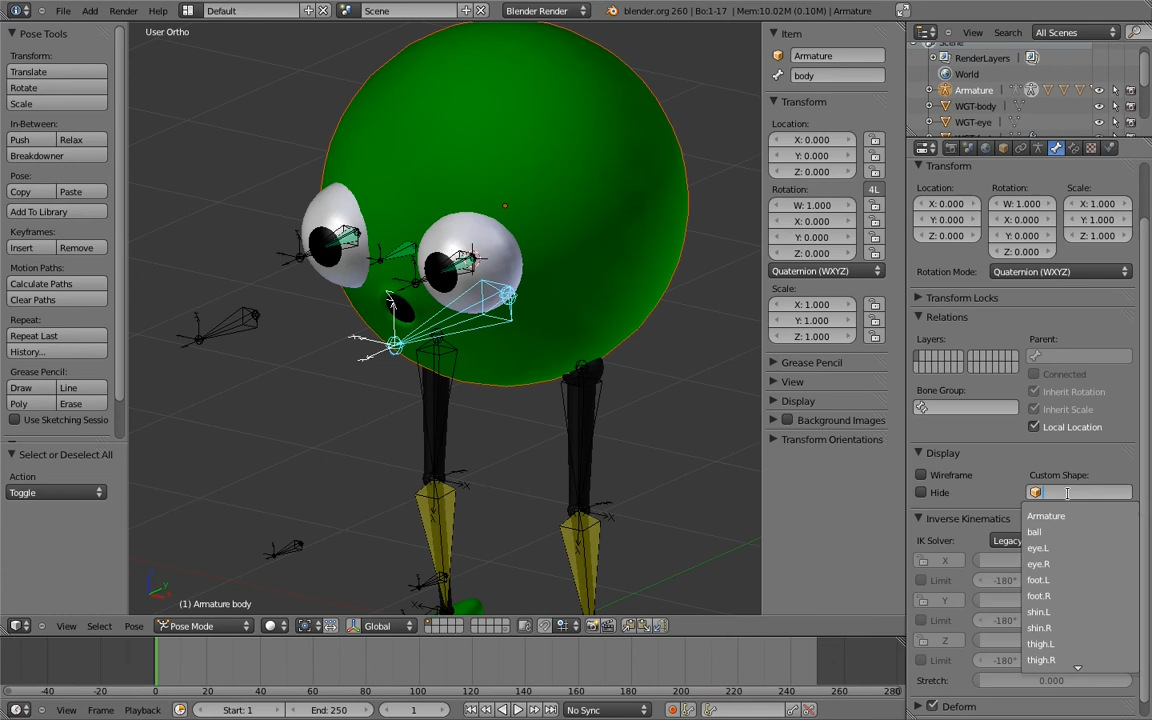 File Add Render Help Default Scene Blender Render blender.org 260 | Bo:1-17 | Mem:10.02M (0.10M) | Armature
Pose Tools
Transform:
Translate
Rotate
Scale
In-Between:
Push Relax
Breakdowner
Pose:
Copy Paste
Add To Library
Keyframes:
Insert Remove
Motion Paths:
Calculate Paths
Clear Paths
Repeat:
Repeat Last
History...
Grease Pencil:
Draw Line
Poly Erase
Use Sketching Sessio
Select or Deselect All
Action
Toggle
User Ortho
(1) Armature body
View Select Pose Pose Mode Global
Item
Armature
body
Transform
Location:
X: 0.000
Y: 0.000
Z: 0.000
Rotation: 4L
W: 1.000
X: 0.000
Y: 0.000
Z: 0.000
Quaternion (WXYZ)
Scale:
X: 1.000
Y: 1.000
Z: 1.000
Grease Pencil
View
Display
Background Images
Transform Orientations
View Search All Scenes
Scene
RenderLayers |
World
Armature |
WGT-body |
WGT-eye |
Transform
Location: Rotation: Scale:
X: 0.000 W: 1.000 X: 1.000
Y: 0.000 X: 0.000 Y: 1.000
Z: 0.000 Y: 0.000 Z: 1.000
Z: 0.000
Rotation Mode: Quaternion (WXYZ)
Transform Locks
Relations
Layers: Parent:
Connected
Bone Group: Inherit Rotation
Inherit Scale
Local Location
Display
Wireframe Custom Shape:
Hide
Armature
ball
eye.L
eye.R
foot.L
foot.R
shin.L
shin.R
thigh.L
thigh.R
Inverse Kinematics
IK Solver: Legacy
X
Limit -180°
Y
Limit -180°
Z
Limit -180°
Stretch: 0.000
Deform
-40 -20 0 20 40 60 80 100 120 140 160 180 200 220 240 260 280
View Frame Playback Start: 1 End: 250 1 No Sync